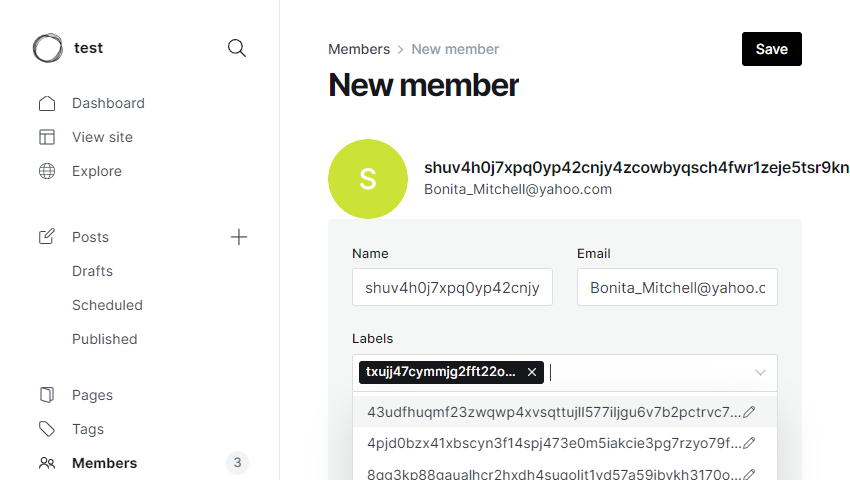 test
Dashboard
View site
Explore
Posts
Drafts
Scheduled
Published
Pages
Tags
Members
3
Members > New member
Save
New member
S
shuv4h0j7xpq0yp42cnjy4zcowbyqsch4fwr1zeje5tsr9kn
Bonita_Mitchell@yahoo.com
Name
Email
shuv4h0j7xpq0yp42cnjy
Bonita_Mitchell@yahoo.c
Labels
txujj47cymmjg2fft22o...
43udfhuqmf23zwqwp4xvsqttujll577iljgu6v7b2pctrvc7...
4pjd0bzx41xbscyn3f14spj473e0m5iakcie3pg7rzyo79f...
8gg3kp88gaualhcr2hxdh4sugolit1vd57a59ibvkh3170o...